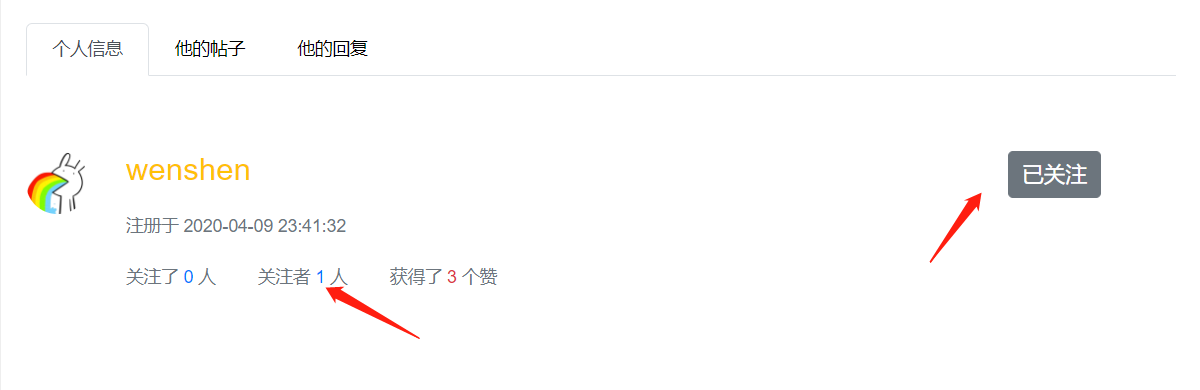 个人信息 他的帖子 他的回复
wenshen 已关注
注册于 2020-04-09 23:41:32
关注了 0 人 关注者 1 人 获得了 3 个赞